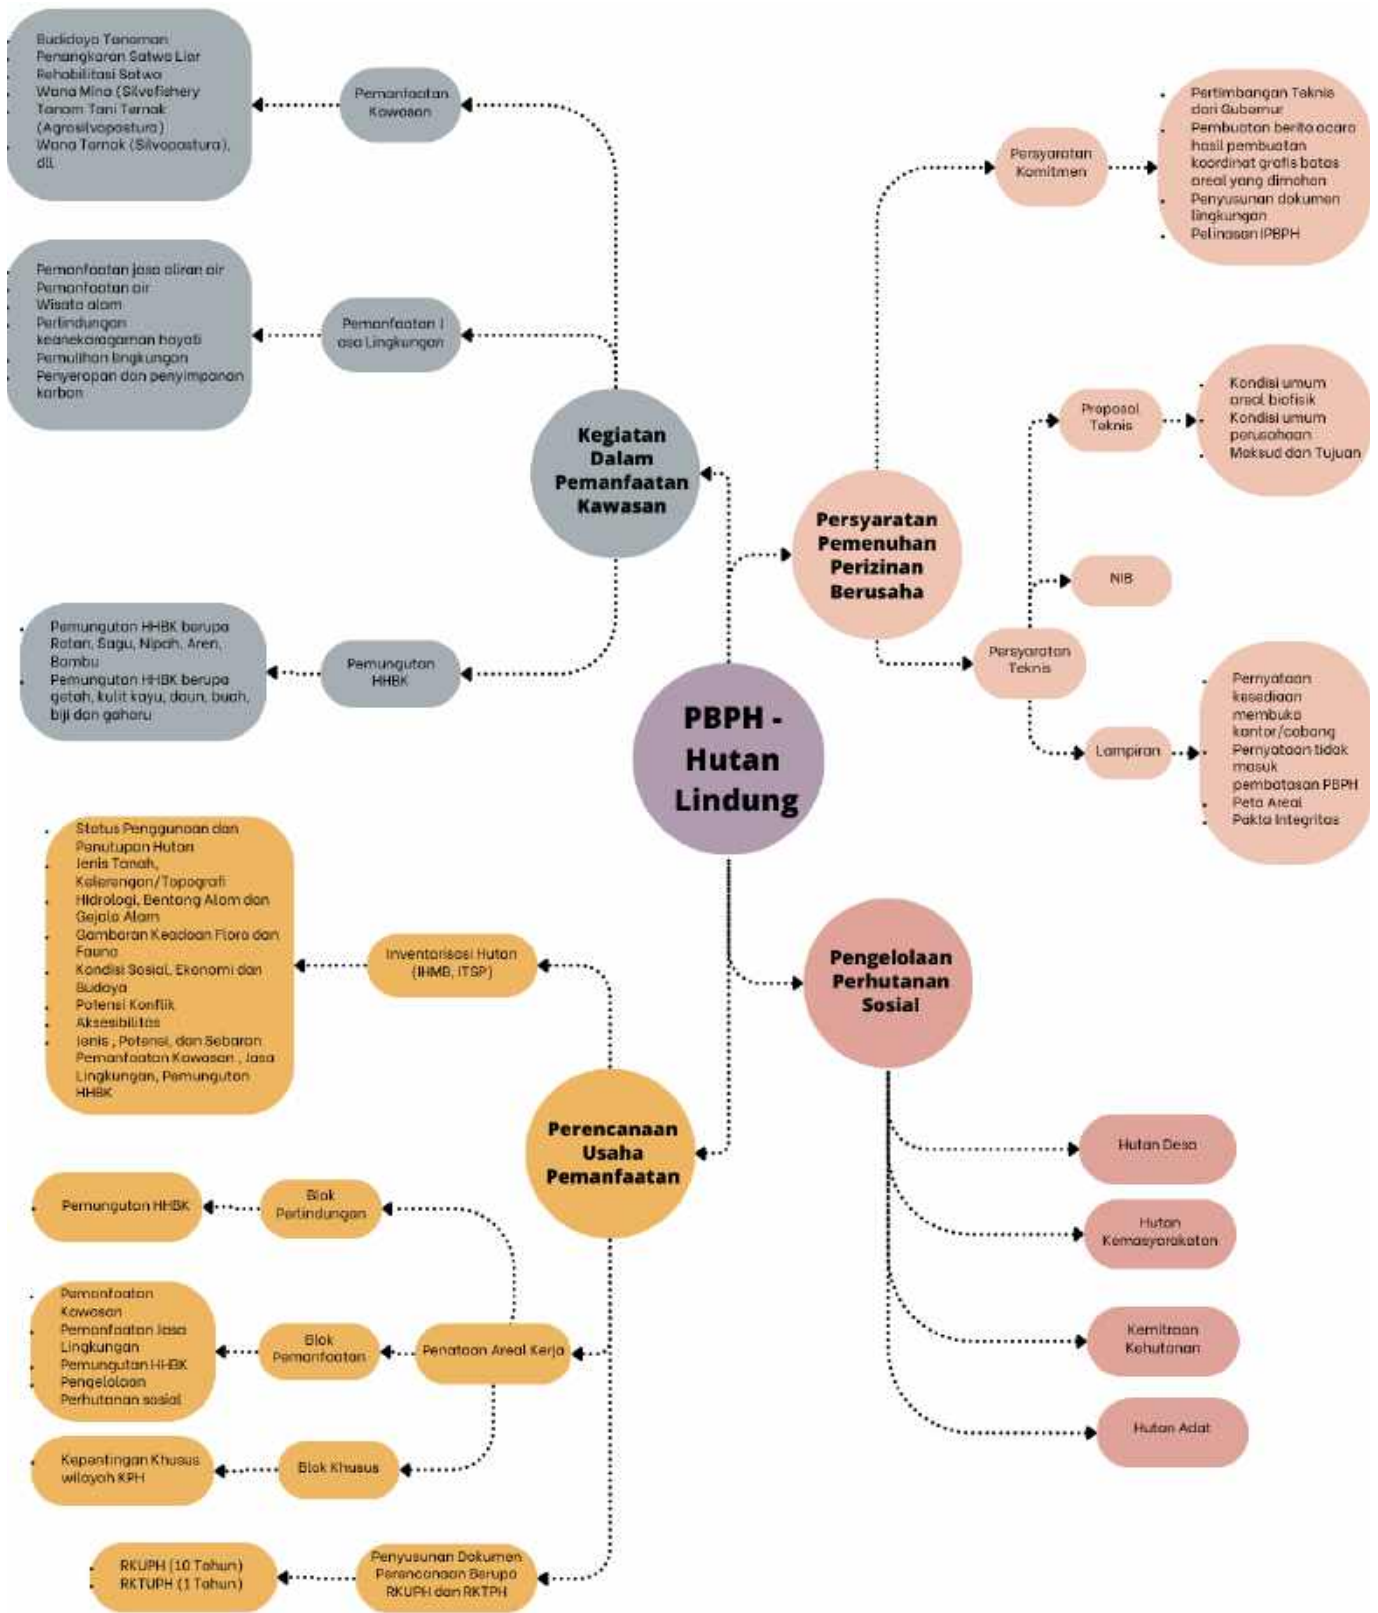 Budidaya Tanaman
Penangkaran Satwa Liar
Rehabilitasi Satwa
Wana Mina (Silvofishery
Tanam Tani Ternak
(Agrosilvopastura)
Wana Ternak (Silvopastura),
dll
Pemanfaatan
Kawasan
Pemanfaatan jasa aliran air
Pemanfaatan air
Wisata alam
Perlindungan
keanekaragaman hayati
Pemulihan lingkungan
Penyerapan dan penyimpanan
karbon
Pemanfaatan J
asa Lingkungan
Kegiatan
Dalam
Pemanfaatan
Kawasan
Pemungutan HHBK berupa
Rotan, Sagu, Nipah, Aren,
Bambu
Pemungutan HHBK berupa
getah, kulit kayu, daun, buah,
biji dan gaharu
Pemungutan
HHBK
Persyaratan
Komitmen
Pertimbangan Teknis
dari Gubernur
Pembuatan berita acara
hasil pembuatan
koordinat grafis batas
areal yang dimohon
Penyusunan dokumen
lingkungan
Pelinasan IPBPH
Persyaratan
Pemenuhan
Perizinan
Berusaha
Proposal
Teknis
Kondisi umum
areal biofisik
Kondisi umum
perusahaan
Maksud dan Tujuan
NIB
Persyaratan
Teknis
Lampiran
Pernyataan
kesediaan
membuka
kantor/cabang
Pernyataan tidak
masuk
pembatasan PBPH
Peta Areal
Pakta Integritas
PBPH -
Hutan
Lindung
Status Penggunaan dan
Penutupan Hutan
Jenis Tanah,
Kelerengan/Topografi
Hidrologi, Bentang Alam dan
Gejala Alam
Gambaran Keadaan Flora dan
Fauna
Kondisi Sosial, Ekonomi dan
Budaya
Potensi Konflik
Aksesibilitas
Jenis , Potensi, dan Sebaran
Pemanfaatan Kawasan , Jasa
Lingkungan, Pemungutan
HHBK
Inventarisasi Hutan
(IHMB, ITSP)
Perencanaan
Usaha
Pemanfaatan
Pemungutan HHBK
Blok
Perlindungan
Pemanfaatan
Kawasan
Pemanfaatan Jasa
Lingkungan
Pemungutan HHBK
Pengelolaan
Perhutanan sosial
Blok
Pemanfaatan
Penataan Areal Kerja
Kepentingan Khusus
wilayah KPH
Blok Khusus
RKUPH (10 Tahun)
RKTUPH (1 Tahun)
Penyusunan Dokumen
Perencanaan Berupa
RKUPH dan RKTPH
Pengelolaan
Perhutanan
Sosial
Hutan Desa
Hutan
Kemasyarakatan
Kemitraan
Kehutanan
Hutan Adat